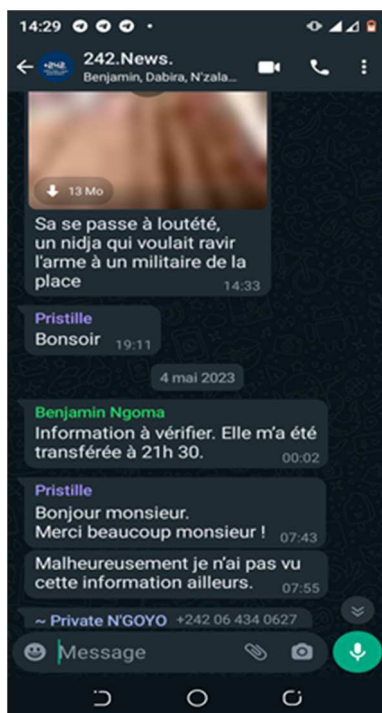 14:29
242.News.
Benjamin, Dabira, N'zala...
13 Mo
Sa se passe à loutété,
un nidja qui voulait ravir
l'arme à un militaire de la
place
14:33
Pristille
Bonsoir 19:11
4 mai 2023
Benjamin Ngoma
Information à vérifier. Elle m'a été
transférée à 21h 30.
00:02
Pristille
Bonjour monsieur.
Merci beaucoup monsieur ! 07:43
Malheureusement je n'ai pas vu
cette information ailleurs. 07:55
~ Private N'GOYO +242 06 434 0627
Message